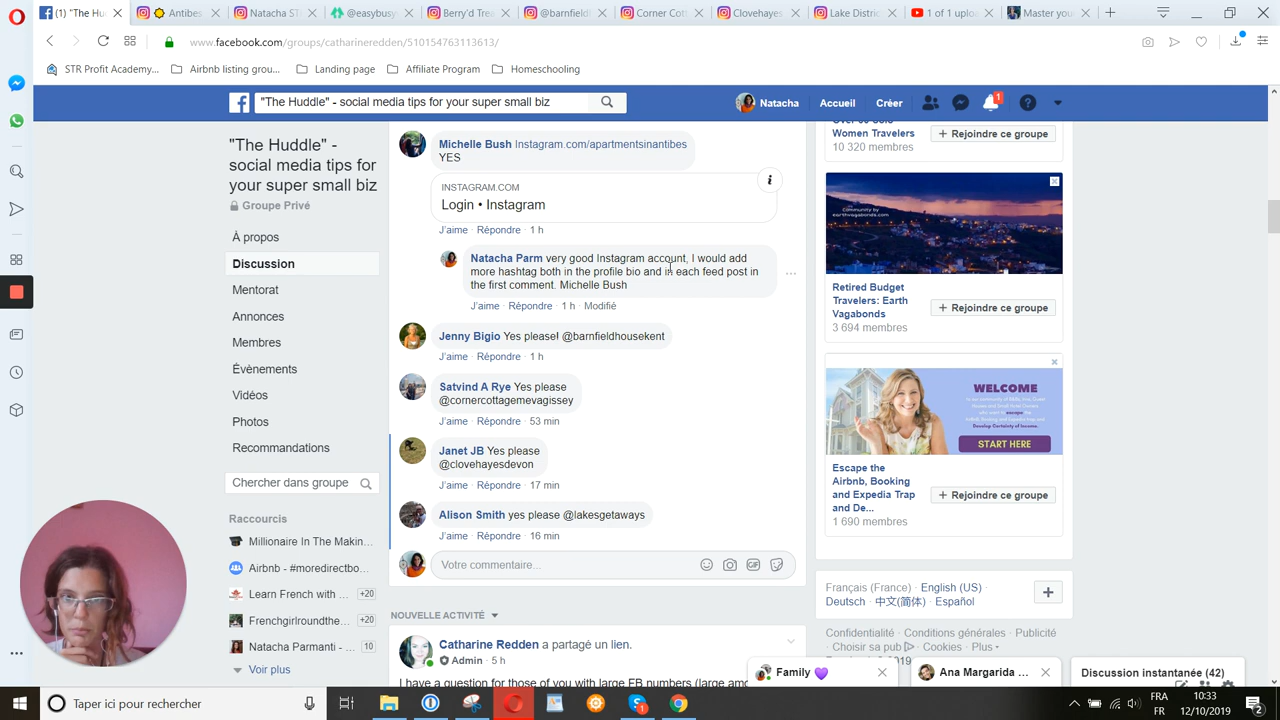 (1) "The Hu
Antibes
Natacha ST
@easybusy
Berry'd Tre
@barnfield
Corner Cot
Clovehayes
Lake Distric
1 of 1 uploa
Master you
www.facebook.com/groups/catharineredden/510154763113613/
STR Profit Academy...
Airbnb listing grou...
Landing page
Affiliate Program
Homeschooling
"The Huddle" - social media tips for your super small biz
Natacha
Accueil
Créer
1
"The Huddle" -
social media tips for
your super small biz
Groupe Privé
À propos
Discussion
Mentorat
Annonces
Membres
Évènements
Vidéos
Photos
Recommandations
Chercher dans groupe
Raccourcis
Millionaire In The Makin...
Airbnb - #moredirectbo...
Learn French with ... +20
Frenchgirlroundthe... +20
Natacha Parmanti - ... 10
Voir plus
Michelle Bush Instagram.com/apartmentsinantibes
YES
INSTAGRAM.COM
Login • Instagram
J'aime · Répondre · 1 h
Natacha Parm very good Instagram account, I would add
more hashtag both in the profile bio and in each feed post in
the first comment. Michelle Bush
J'aime · Répondre · 1 h · Modifié
Jenny Bigio Yes please! @barnfieldhousekent
J'aime · Répondre · 1 h
Satvind A Rye Yes please
@cornercottagemevagissey
J'aime · Répondre · 53 min
Janet JB Yes please
@clovehayesdevon
J'aime · Répondre · 17 min
Alison Smith yes please @lakesgetaways
J'aime · Répondre · 16 min
Votre commentaire...
GIF
NOUVELLE ACTIVITÉ
Catharine Redden a partagé un lien.
Admin · 5 h
I have a question for those of you with large FB numbers (large amo
Women Travelers
10 320 membres
+ Rejoindre ce groupe
Community by
earthvagabonds.com
Retired Budget
Travelers: Earth
Vagabonds
3 694 membres
+ Rejoindre ce groupe
WELCOME
START HERE
Escape the
Airbnb, Booking
and Expedia Trap
and De...
1 690 membres
+ Rejoindre ce groupe
Français (France) · English (US) ·
Deutsch · 中文(简体) · Español
Confidentialité · Conditions générales · Publicité
· Choisir sa pub · Cookies · Plus
Family
Ana Margarida ...
Discussion instantanée (42)
Taper ici pour rechercher
FRA
FR
10:33
12/10/2019
2